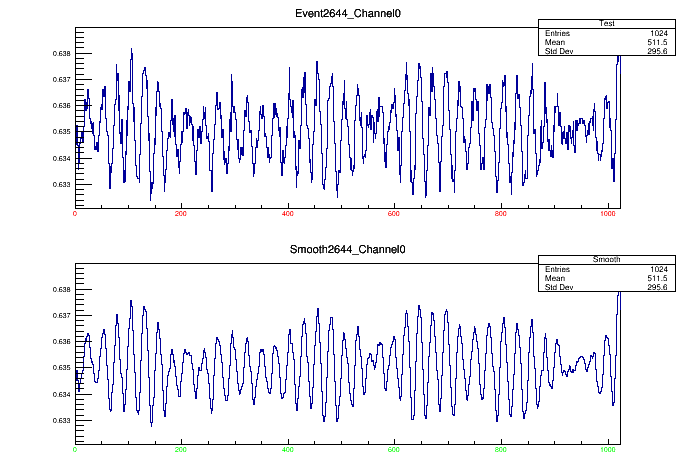 Event2644_Channel0
Test
Entries 1024
Mean 511.5
Std Dev 295.6
0.638
0.637
0.636
0.635
0.634
0.633
0 200 400 600 800 1000
Smooth2644_Channel0
Smooth
Entries 1024
Mean 511.5
Std Dev 295.6
0.638
0.637
0.636
0.635
0.634
0.633
0 200 400 600 800 1000